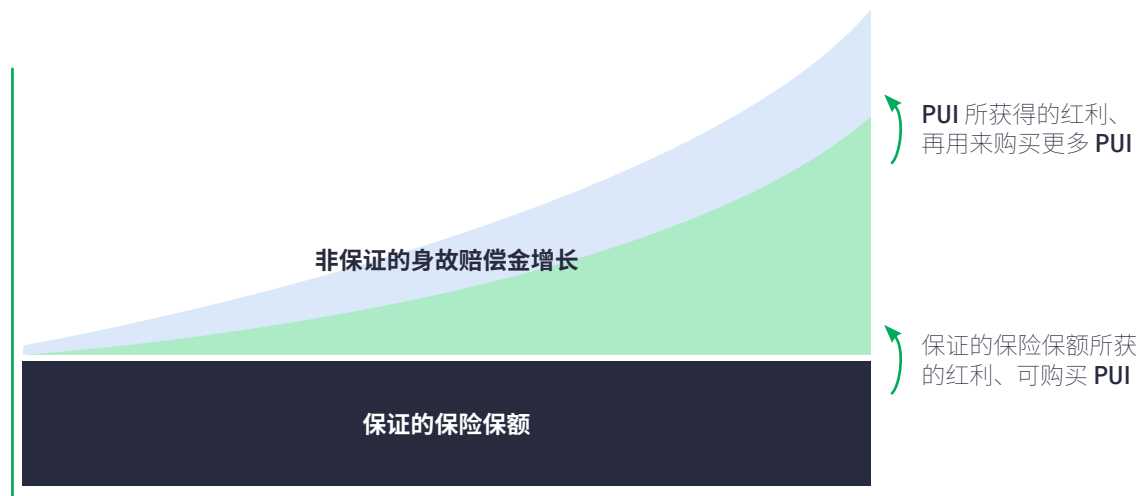 PUI 所获得的红利、
再用来购买更多 PUI
非保证的身故赔偿金增长
保证的保险保额所获
的红利、可购买 PUI
保证的保险保额